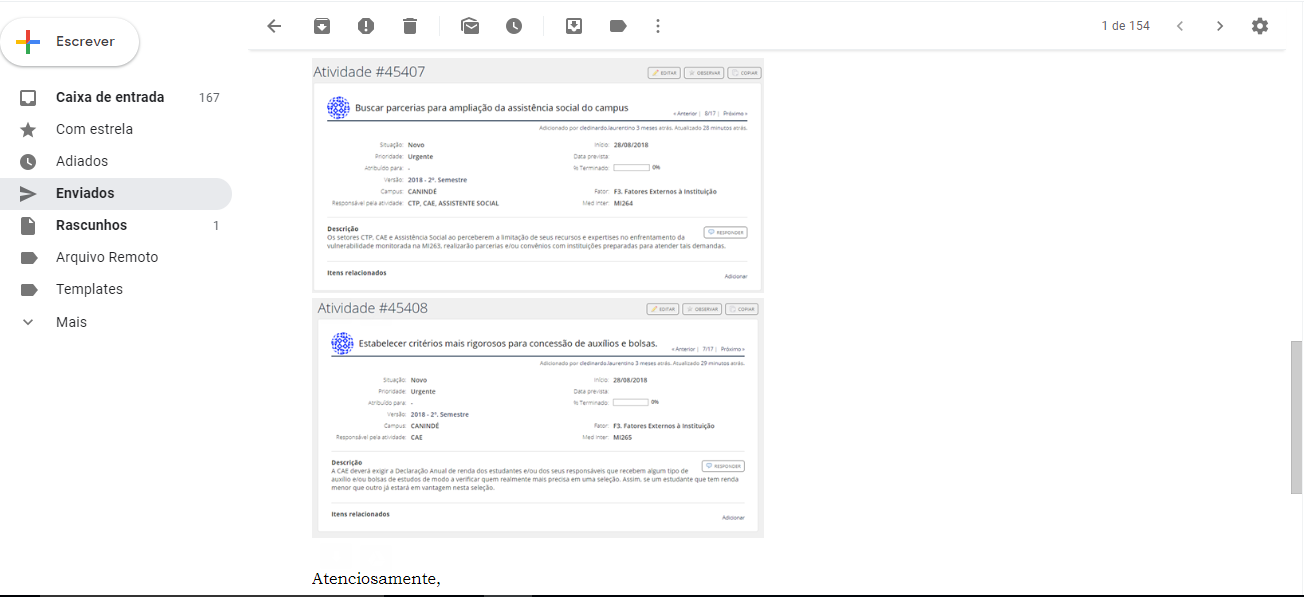 Escrever
1 de 154
Caixa de entrada 167
Com estrela
Adiados
Enviados
Rascunhos 1
Arquivo Remoto
Templates
Mais
Atividade #45407
EDITAR OBSERVAR COPIAR
Buscar parcerias para ampliação da assistência social do campus
« Anterior | 8/17 | Próximo »
Adicionado por dedinardo.laurentino 3 meses atrás. Atualizado 28 minutos atrás.
Situação: Novo Início: 28/08/2018
Prioridade: Urgente Data prevista:
Atribuído para: - % Terminado: 0%
Versão: 2018 - 2º. Semestre
Campus: CANINDÉ Fator: F3. Fatores Externos à Instituição
Responsável pela atividade: CTP, CAE, ASSISTENTE SOCIAL Med Inter: MI264
Descrição
RESPONDER
Os setores CTP, CAE e Assistência Social ao perceberem a limitação de seus recursos e expertises no enfrentamento da
vulnerabilidade monitorada na MI263, realizarão parcerias e/ou convênios com instituições preparadas para atender tais demandas.
Itens relacionados Adicionar
Atividade #45408
EDITAR OBSERVAR COPIAR
Estabelecer critérios mais rigorosos para concessão de auxílios e bolsas.
« Anterior | 7/17 | Próximo »
Adicionado por dedinardo.laurentino 3 meses atrás. Atualizado 29 minutos atrás.
Situação: Novo Início: 28/08/2018
Prioridade: Urgente Data prevista:
Atribuído para: - % Terminado: 0%
Versão: 2018 - 2º. Semestre
Campus: CANINDÉ Fator: F3. Fatores Externos à Instituição
Responsável pela atividade: CAE Med Inter: MI265
Descrição
RESPONDER
A CAE deverá exigir a Declaração Anual de renda dos estudantes e/ou dos seus responsáveis que recebem algum tipo de
auxílio e/ou bolsas de estudos de modo a verificar quem realmente mais precisa em uma seleção. Assim, se um estudante que tem renda
menor que outro já estará em vantagem nesta seleção.
Itens relacionados Adicionar
Atenciosamente,